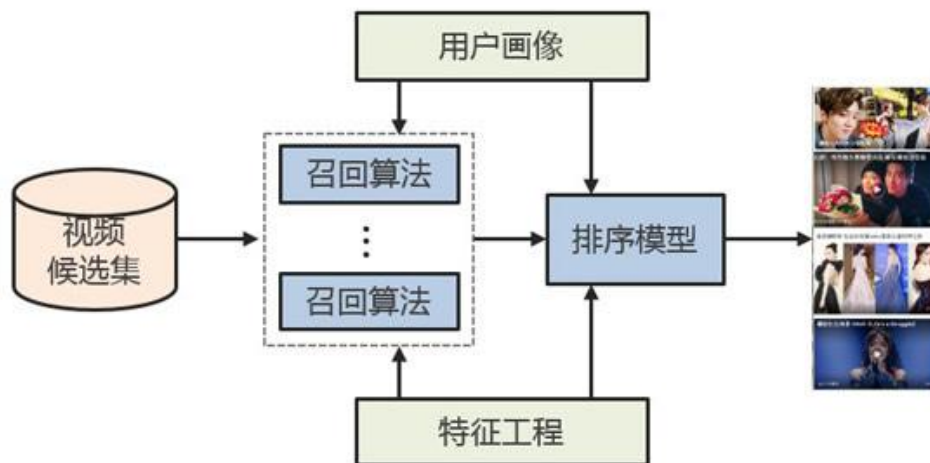 用户画像
召回算法
视频
候选集
排序模型
召回算法
特征工程